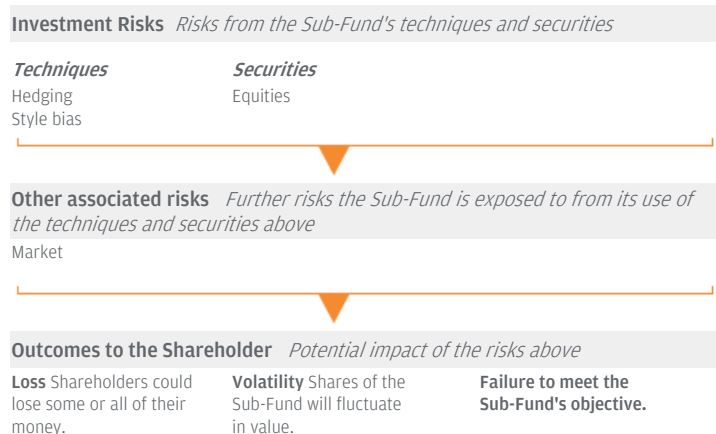 Investment Risks Risks from the Sub-Fund's techniques and securities
Techniques Securities
Hedging Equities
Style bias
Other associated risks Further risks the Sub-Fund is exposed to from its use of
the techniques and securities above
Market
Outcomes to the Shareholder Potential impact of the risks above
Loss Shareholders could
lose some or all of their
money.
Volatility Shares of the
Sub-Fund will fluctuate
in value.
Failure to meet the
Sub-Fund's objective.